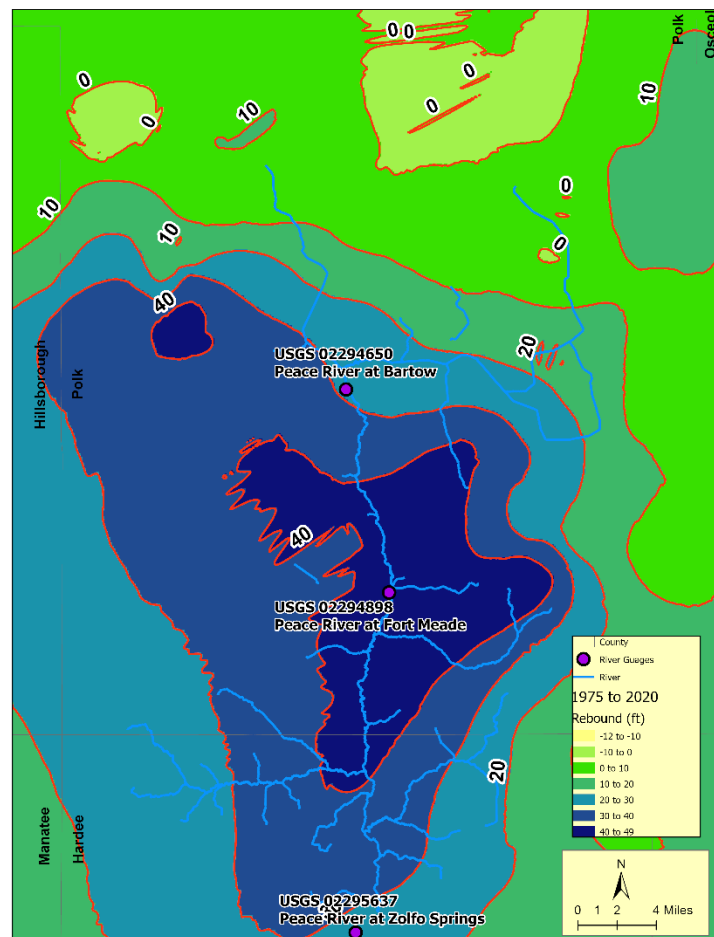 0
0
0
Polk
Osceol
0
0
0
10
10
0
10
10
0
40
20
USGS 02294650
Peace River at Bartow
Hillsborough
Polk
40
USGS 02294898
Peace River at Fort Meade
County
River Guages
River
1975 to 2020
Rebound (ft)
-12 to -10
-10 to 0
0 to 10
10 to 20
20 to 30
30 to 40
40 to 49
20
Manatee
Hardee
N
0 1 2 4 Miles
USGS 02295637
Peace River at Zolfo Springs